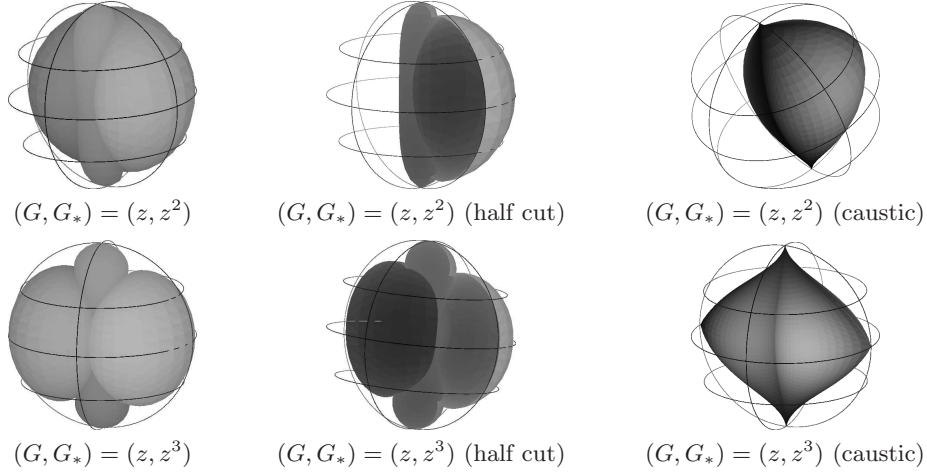 (G, G_*) = (z, z^2)
(G, G_*) = (z, z^2) (half cut)
(G, G_*) = (z, z^2) (caustic)
(G, G_*) = (z, z^3)
(G, G_*) = (z, z^3) (half cut)
(G, G_*) = (z, z^3) (caustic)